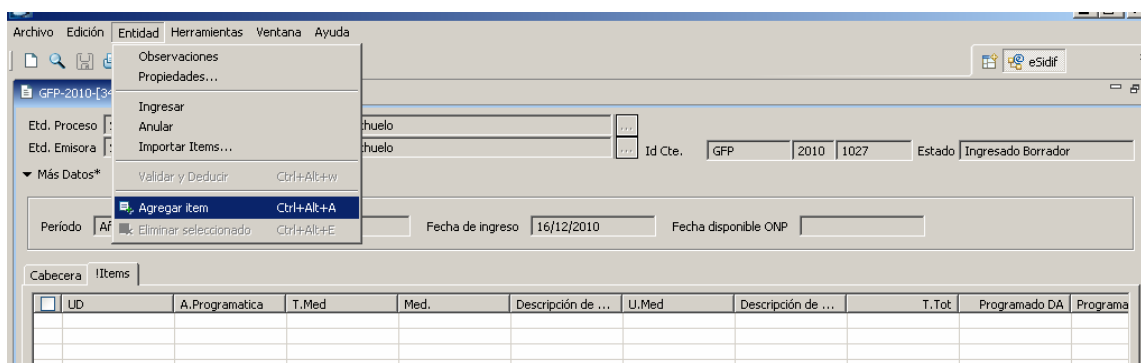 Archivo Edición Entidad Herramientas Ventana Ayuda
Observaciones
Propiedades...
Ingresar
Anular
Importar Items...
Validar y Deducir Ctrl+Alt+w
Agregar item Ctrl+Alt+A
Eliminar seleccionado Ctrl+Alt+E
eSidif
GFP-2010-[34
Etd. Proceso
Etd. Emisora ... Id Cte. GFP 2010 1027 Estado Ingresado Borrador
Más Datos*
Período Fecha de ingreso 16/12/2010 Fecha disponible ONP
Cabecera !Items
UD A.Programatica T.Med Med. Descripción de ... U.Med Descripción de ... T.Tot Programado DA Programa